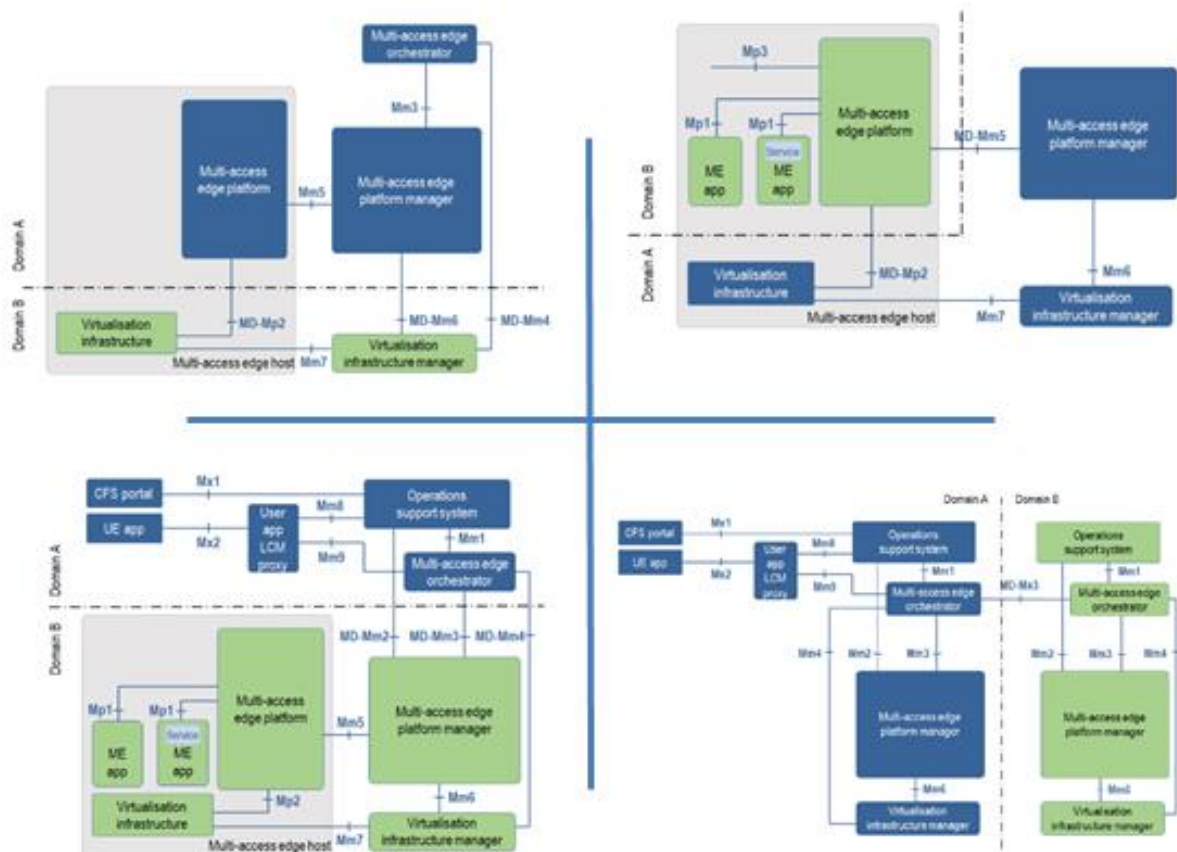 Multi-access edge
orchestrator
Mm3
Multi-access
edge platform
Mm5
Multi-access edge
platform manager
Domain A
Domain B
MD-Mp2
MD-Mm6
MD-Mm4
Virtualisation
infrastructure
Mm7
Virtualisation
infrastructure manager
Multi-access edge host
Mp3
Mp1
Mp1
Multi-access
edge platform
MD-Mm5
Multi-access edge
platform manager
ME
app
Service
ME
app
Domain B
Domain A
MD-Mp2
Mm6
Virtualisation
infrastructure
Mm7
Virtualisation
infrastructure manager
Multi-access edge host
Mx1
CFS portal
Mm8
Operations
support system
UE app
Mx2
User
app
LCM
proxy
Mm9
Mm1
Multi-access edge
orchestrator
Domain A
Domain B
MD-Mm2
MD-Mm3
MD-Mm4
Mp1
Mp1
Multi-access
edge platform
Mm5
Multi-access edge
platform manager
ME
app
Service
ME
app
Mp2
Mm6
Virtualisation
infrastructure
Mm7
Virtualisation
infrastructure manager
Multi-access edge host
Domain A
Domain B
Mx1
CFS portal
Mm8
Operations
support system
Operations
support system
UE app
Mx2
User
app
LCM
proxy
Mm9
Mm1
Mm1
MD-Mx3
Multi-access edge
orchestrator
Multi-access edge
orchestrator
Mm4
Mm2
Mm3
Mm2
Mm3
Mm4
Multi-access edge
platform manager
Multi-access edge
platform manager
Mm6
Mm6
Virtualisation
infrastructure manager
Virtualisation
infrastructure manager